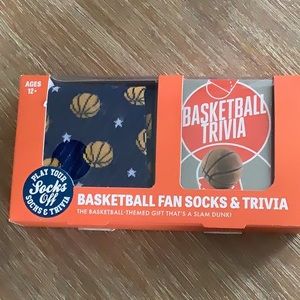 AGES
12+
BASKETBALL
TRIVIA
PLAY YOUR
Socks
Off
SOCKS & TRIVIA
BASKETBALL FAN SOCKS & TRIVIA
THE BASKETBALL-THEMED GIFT THAT'S A SLAM DUNK!